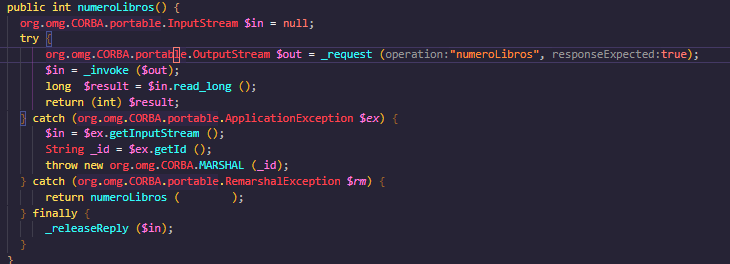 public int numeroLibros() {
org.omg.CORBA.portable.InputStream $in = null;
try {
org.omg.CORBA.portable.OutputStream $out = _request (operation:"numeroLibros", responseExpected:true);
$in = _invoke ($out);
long  $result = $in.read_long ();
return (int) $result;
} catch (org.omg.CORBA.portable.ApplicationException $ex) {
$in = $ex.getInputStream ();
String _id = $ex.getId ();
throw new org.omg.CORBA.MARSHAL (_id);
} catch (org.omg.CORBA.portable.RemarshalException $rm) {
return numeroLibros (        );
} finally {
_releaseReply ($in);
}
}